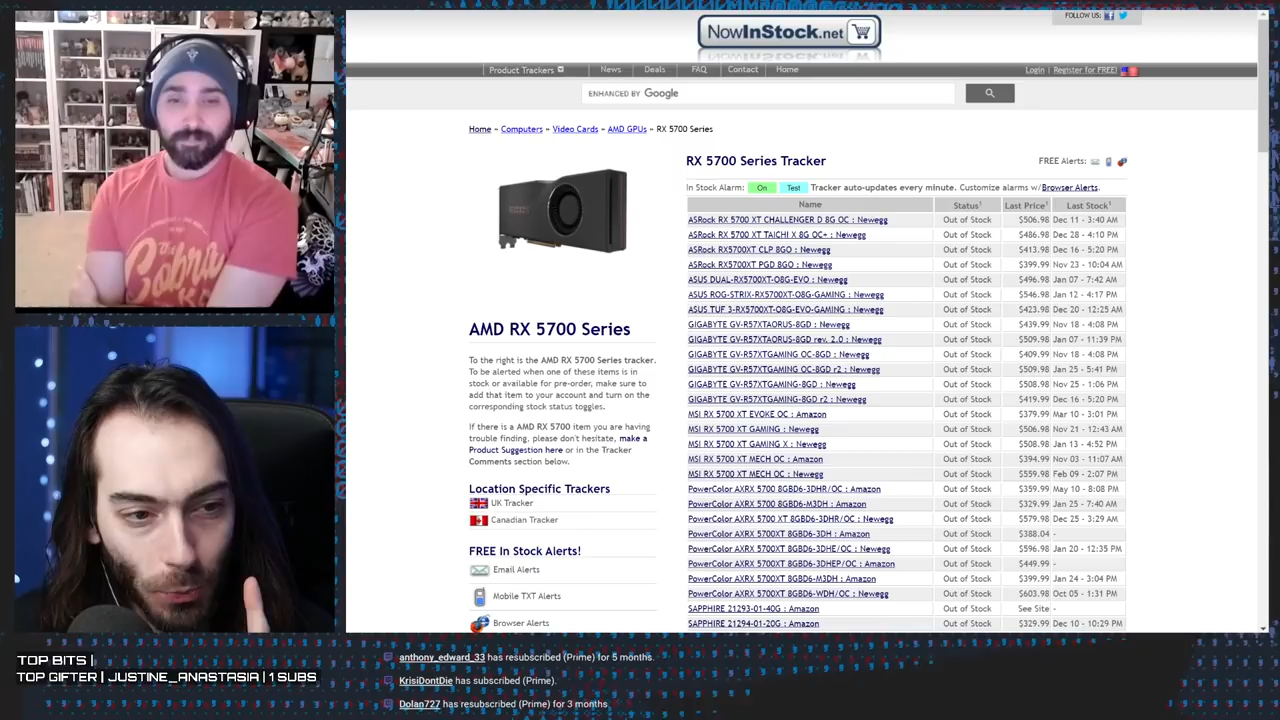 FOLLOW US:
NowInStock.net
Product Trackers
News
Deals
FAQ
Contact
Home
Login | Register for FREE!
ENHANCED BY Google
Home » Computers » Video Cards » AMD GPUs » RX 5700 Series
RX 5700 Series Tracker
FREE Alerts:
In Stock Alarm: On Test Tracker auto-updates every minute. Customize alarms w/Browser Alerts.
Name Status¹ Last Price¹ Last Stock¹
ASRock RX 5700 XT CHALLENGER D 8G OC : Newegg Out of Stock $506.98 Dec 11 - 3:40 AM
ASRock RX 5700 XT TAICHI X 8G OC+ : Newegg Out of Stock $486.98 Dec 28 - 4:10 PM
ASRock RX5700XT CLP 8GO : Newegg Out of Stock $413.98 Dec 16 - 5:20 PM
ASRock RX5700XT PGD 8GO : Newegg Out of Stock $399.99 Nov 23 - 10:04 AM
ASUS DUAL-RX5700XT-O8G-EVO : Newegg Out of Stock $496.98 Jan 07 - 7:42 AM
ASUS ROG-STRIX-RX5700XT-O8G-GAMING : Newegg Out of Stock $546.98 Jan 12 - 4:17 PM
ASUS TUF 3-RX5700XT-O8G-EVO-GAMING : Newegg Out of Stock $423.98 Dec 20 - 12:25 AM
GIGABYTE GV-R57XTAORUS-8GD : Newegg Out of Stock $439.99 Nov 18 - 4:08 PM
GIGABYTE GV-R57XTAORUS-8GD rev. 2.0 : Newegg Out of Stock $509.98 Jan 07 - 11:39 PM
GIGABYTE GV-R57XTGAMING OC-8GD : Newegg Out of Stock $409.99 Nov 18 - 4:08 PM
GIGABYTE GV-R57XTGAMING OC-8GD r2 : Newegg Out of Stock $509.98 Jan 25 - 5:41 PM
GIGABYTE GV-R57XTGAMING-8GD : Newegg Out of Stock $508.98 Nov 25 - 1:06 PM
GIGABYTE GV-R57XTGAMING-8GD r2 : Newegg Out of Stock $419.99 Dec 16 - 5:20 PM
MSI RX 5700 XT EVOKE OC : Amazon Out of Stock $379.99 Mar 10 - 3:01 PM
MSI RX 5700 XT GAMING : Newegg Out of Stock $506.98 Nov 21 - 12:43 AM
MSI RX 5700 XT GAMING X : Newegg Out of Stock $508.98 Jan 13 - 4:52 PM
MSI RX 5700 XT MECH OC : Amazon Out of Stock $394.99 Nov 03 - 11:07 AM
MSI RX 5700 XT MECH OC : Newegg Out of Stock $559.98 Feb 09 - 2:07 PM
PowerColor AXRX 5700 8GBD6-3DHR/OC : Amazon Out of Stock $359.99 May 10 - 8:08 PM
PowerColor AXRX 5700 8GBD6-M3DH : Amazon Out of Stock $329.99 Jan 25 - 7:40 AM
PowerColor AXRX 5700 XT 8GBD6-3DHR/OC : Newegg Out of Stock $579.98 Dec 25 - 3:29 AM
PowerColor AXRX 5700XT 8GBD6-3DH : Amazon Out of Stock $388.04 -
PowerColor AXRX 5700XT 8GBD6-3DHE/OC : Newegg Out of Stock $596.98 Jan 20 - 12:35 PM
PowerColor AXRX 5700XT 8GBD6-3DHEP/OC : Amazon Out of Stock $449.99 -
PowerColor AXRX 5700XT 8GBD6-M3DH : Amazon Out of Stock $399.99 Jan 24 - 3:04 PM
PowerColor AXRX 5700XT 8GBD6-WDH/OC : Newegg Out of Stock $603.98 Oct 05 - 1:31 PM
SAPPHIRE 21293-01-40G : Amazon Out of Stock See Site -
SAPPHIRE 21294-01-20G : Amazon Out of Stock $329.99 Dec 10 - 10:29 PM
AMD RX 5700 Series
To the right is the AMD RX 5700 Series tracker.
To be alerted when one of these items is in
stock or available for pre-order, make sure to
add that item to your account and turn on the
corresponding stock status toggles.
If there is a AMD RX 5700 item you are having
trouble finding, please don't hesitate, make a
Product Suggestion here or in the Tracker
Comments section below.
Location Specific Trackers
UK Tracker
Canadian Tracker
FREE In Stock Alerts!
Email Alerts
Mobile TXT Alerts
Browser Alerts
TOP BITS |
TOP GIFTER | JUSTINE_ANASTASIA | 1 SUBS
anthony_edward_33 has resubscribed (Prime) for 5 months.
KrisiDontDie has subscribed (Prime).
Dolan727 has resubscribed (Prime) for 3 months.